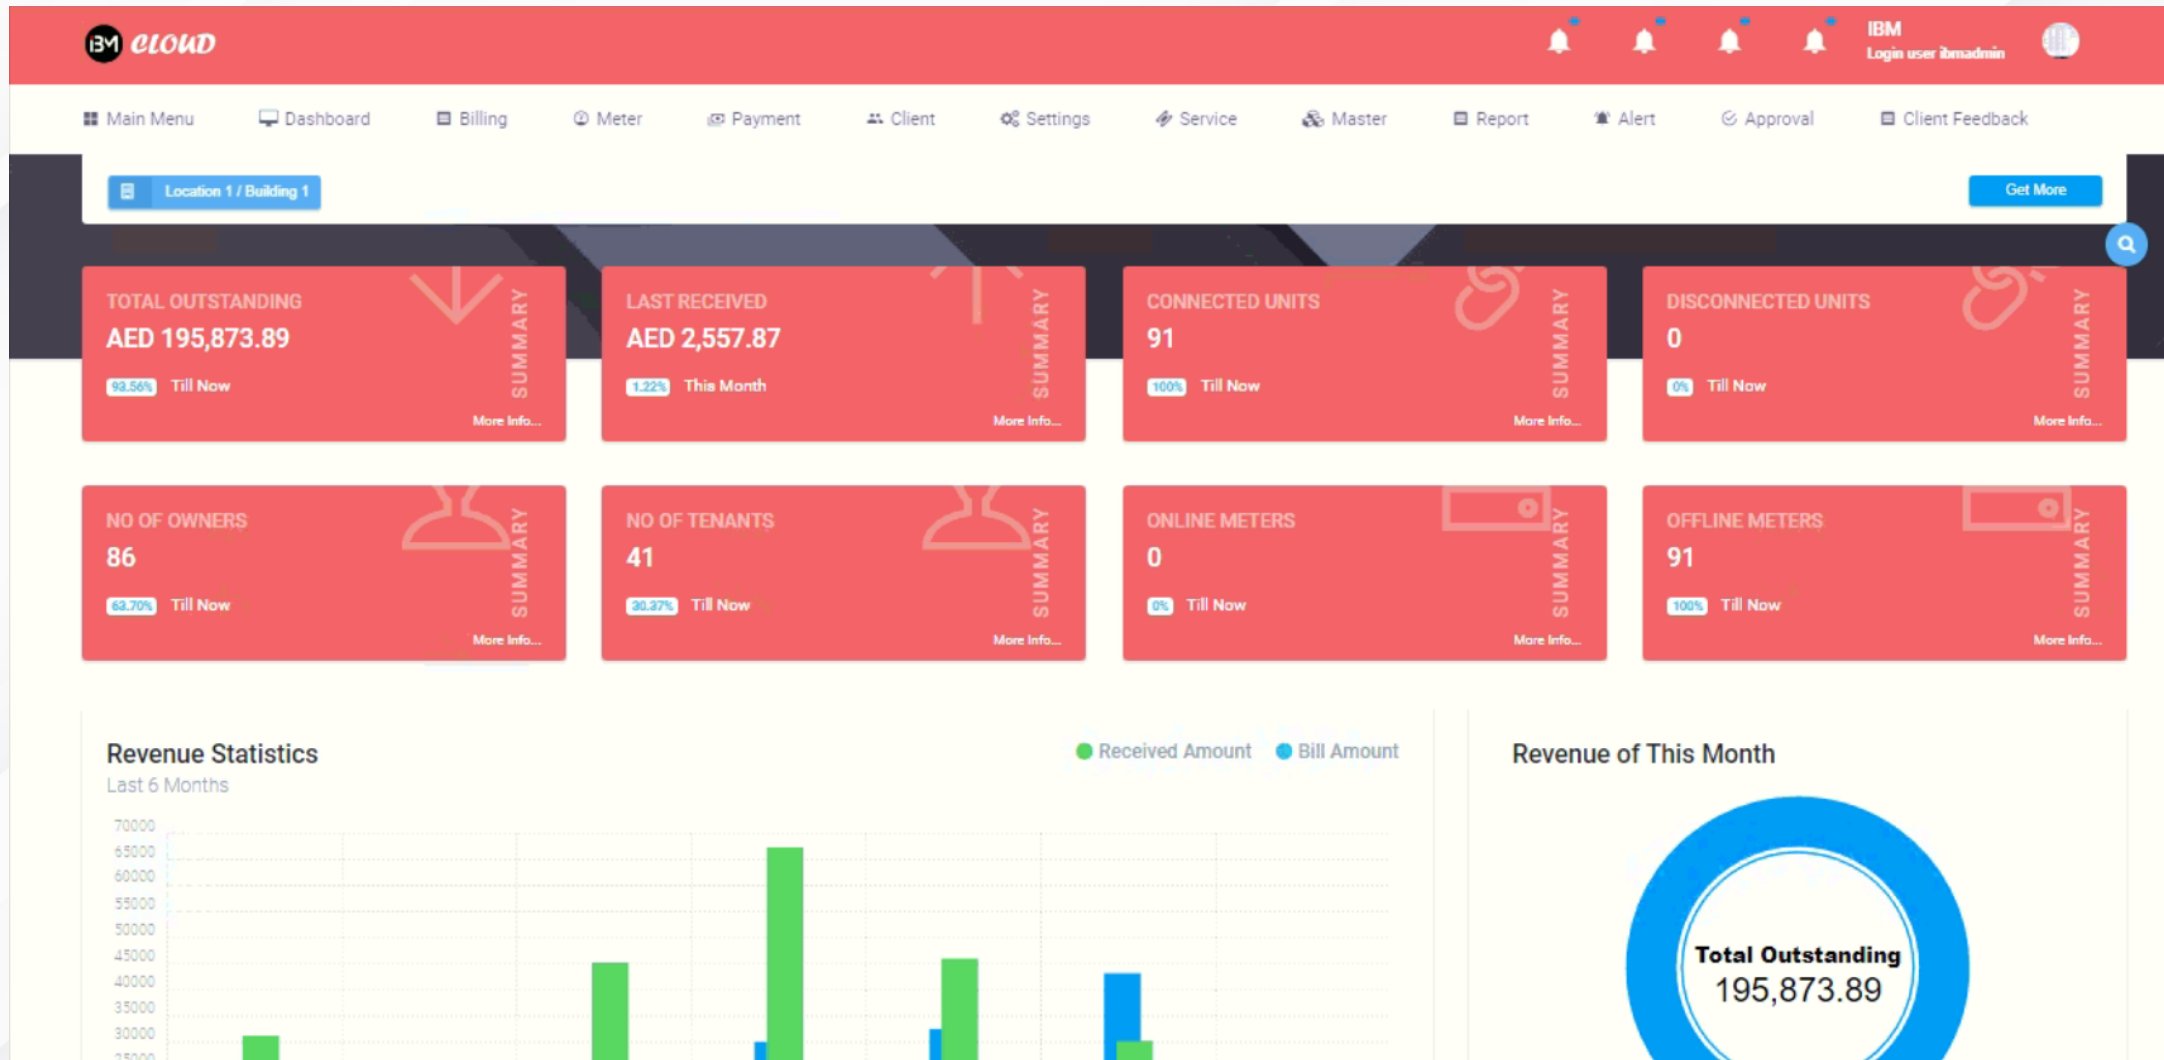 IBM CLOUD
IBM
Login user ibmadmin
Main Menu
Dashboard
Billing
Meter
Payment
Client
Settings
Service
Master
Report
Alert
Approval
Client Feedback
Location 1 / Building 1
Get More
TOTAL OUTSTANDING
AED 195,873.89
93.56% Till Now
SUMMARY
More Info...
LAST RECEIVED
AED 2,557.87
1.22% This Month
SUMMARY
More Info...
CONNECTED UNITS
91
100% Till Now
SUMMARY
More Info...
DISCONNECTED UNITS
0
0% Till Now
SUMMARY
More Info...
NO OF OWNERS
86
63.70% Till Now
SUMMARY
More Info...
NO OF TENANTS
41
30.37% Till Now
SUMMARY
More Info...
ONLINE METERS
0
0% Till Now
SUMMARY
More Info...
OFFLINE METERS
91
100% Till Now
SUMMARY
More Info...
Revenue Statistics
Last 6 Months
Received Amount
Bill Amount
70000
65000
60000
55000
50000
45000
40000
35000
30000
25000
Revenue of This Month
Total Outstanding
195,873.89